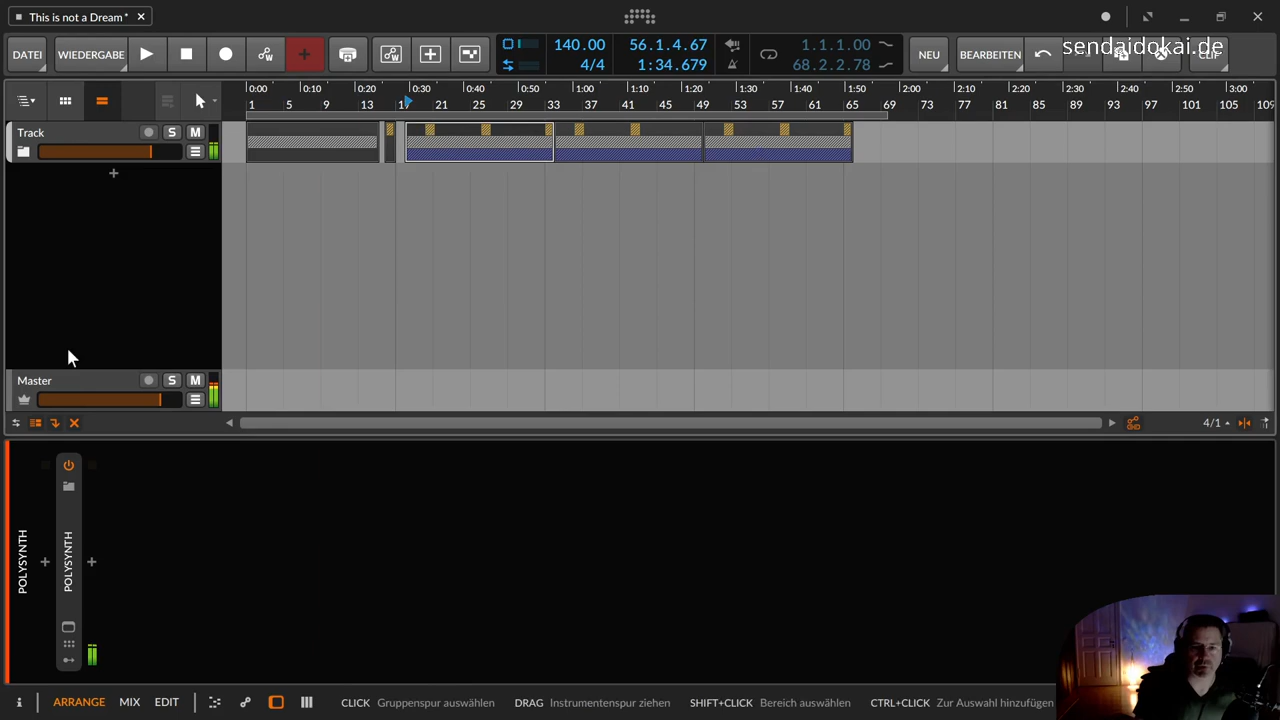 This is not a Dream*
DATEI
WIEDERGABE
140.00
4/4
56.1.4.67
1:34.679
1.1.1.00
68.2.2.78
NEU
BEARBEITEN
CLIP
sendaidokai.de
0:00 0:10 0:20 0:30 0:40 0:50 1:00 1:10 1:20 1:30 1:40 1:50 2:00 2:10 2:20 2:30 2:40 2:50 3:00
1 5 9 13 25 29 33 37 41 45 49 53 57 61 65 69 73 77 81 85 89 93 97 101 105 109
Track
S
M
Master
S
M
4/1
POLYSYNTH
POLYSYNTH
ARRANGE
MIX
EDIT
CLICK Gruppenspur auswählen
DRAG Instrumentenspur ziehen
SHIFT+CLICK Bereich auswählen
CTRL+CLICK Zur Auswahl hinzufügen